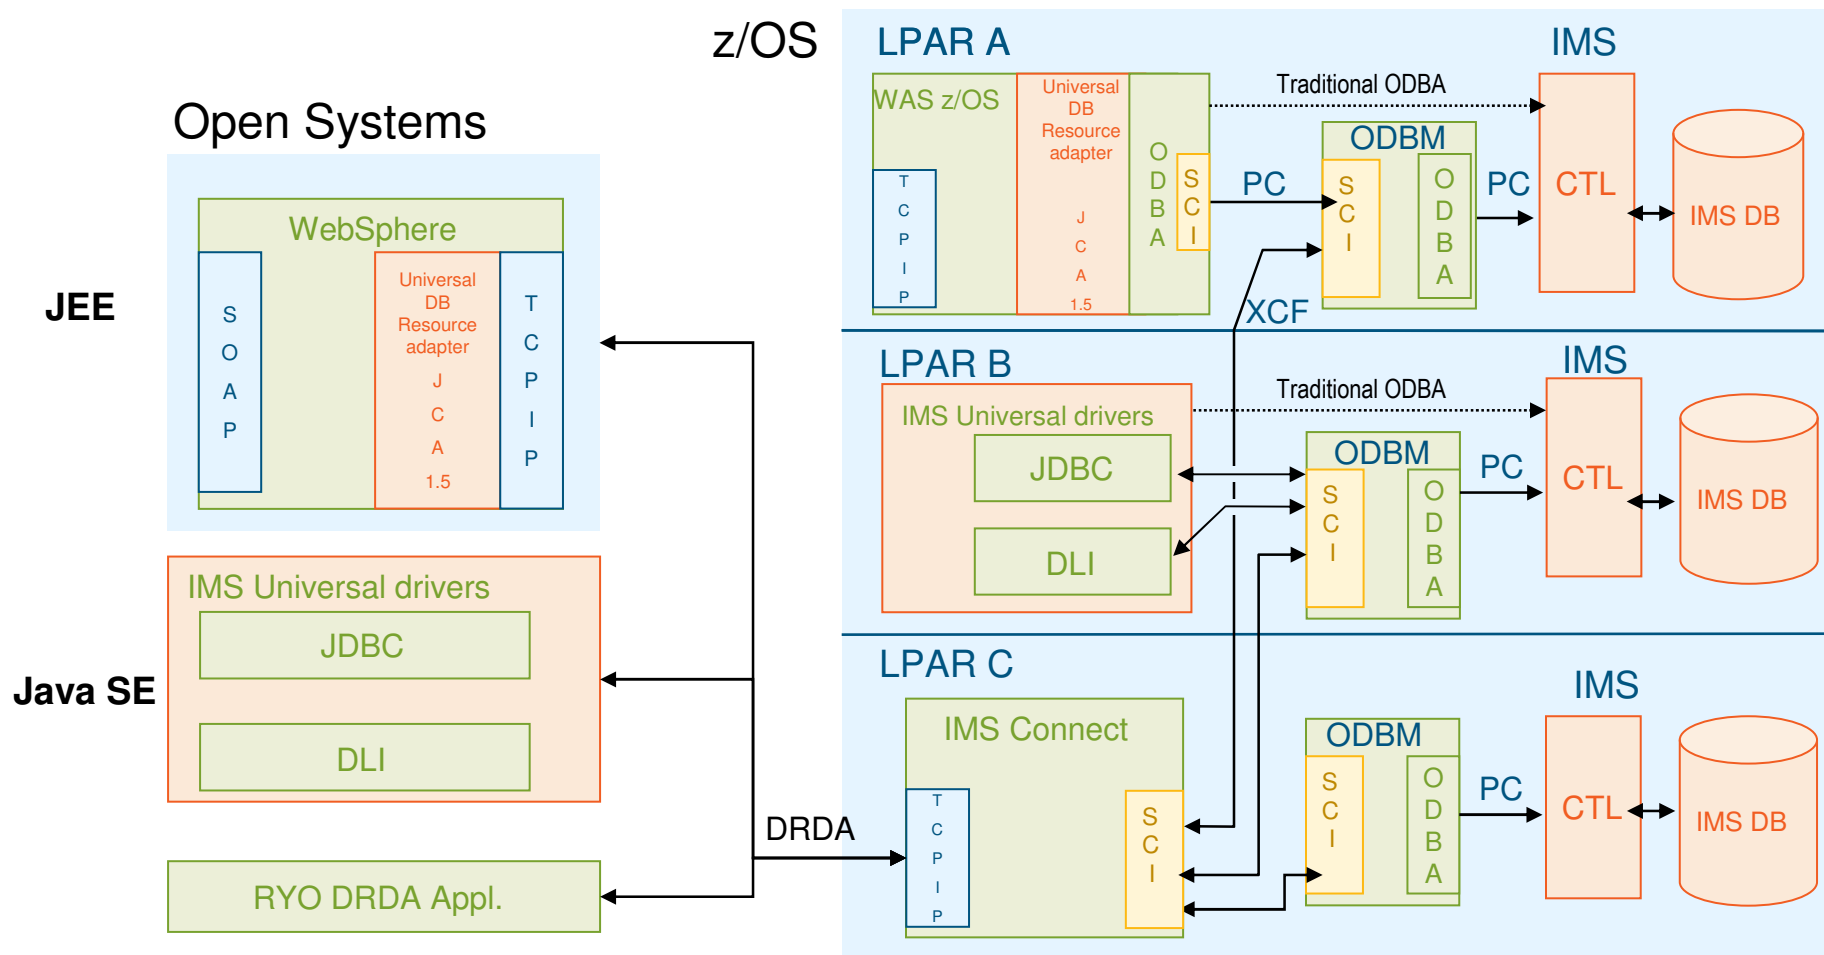 z/OS
Open Systems
JEE
WebSphere
S
O
A
P
Universal
DB
Resource
adapter
J
C
A
1.5
T
C
P
I
P
Java SE
IMS Universal drivers
JDBC
DLI
RYO DRDA Appl.
DRDA
LPAR A
IMS
WAS z/OS
T
C
P
I
P
Universal
DB
Resource
adapter
J
C
A
1.5
O
D
B
A
S
C
I
Traditional ODBA
PC
XCF
ODBM
S
C
I
O
D
B
A
PC
CTL
IMS DB
LPAR B
IMS
IMS Universal drivers
JDBC
DLI
Traditional ODBA
ODBM
S
C
I
O
D
B
A
PC
CTL
IMS DB
LPAR C
IMS
IMS Connect
T
C
P
I
P
S
C
I
ODBM
S
C
I
O
D
B
A
PC
CTL
IMS DB